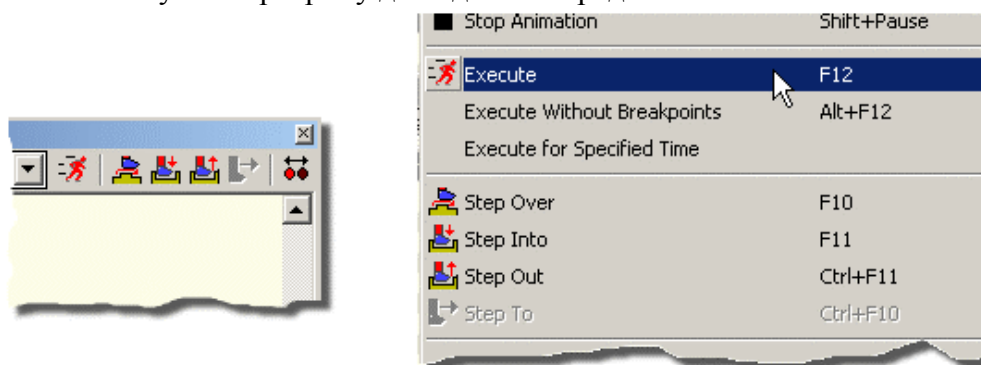 Stop Animation Shift+Pause
Execute F12
Execute Without Breakpoints Alt+F12
Execute for Specified Time
Step Over F10
Step Into F11
Step Out Ctrl+F11
Step To Ctrl+F10